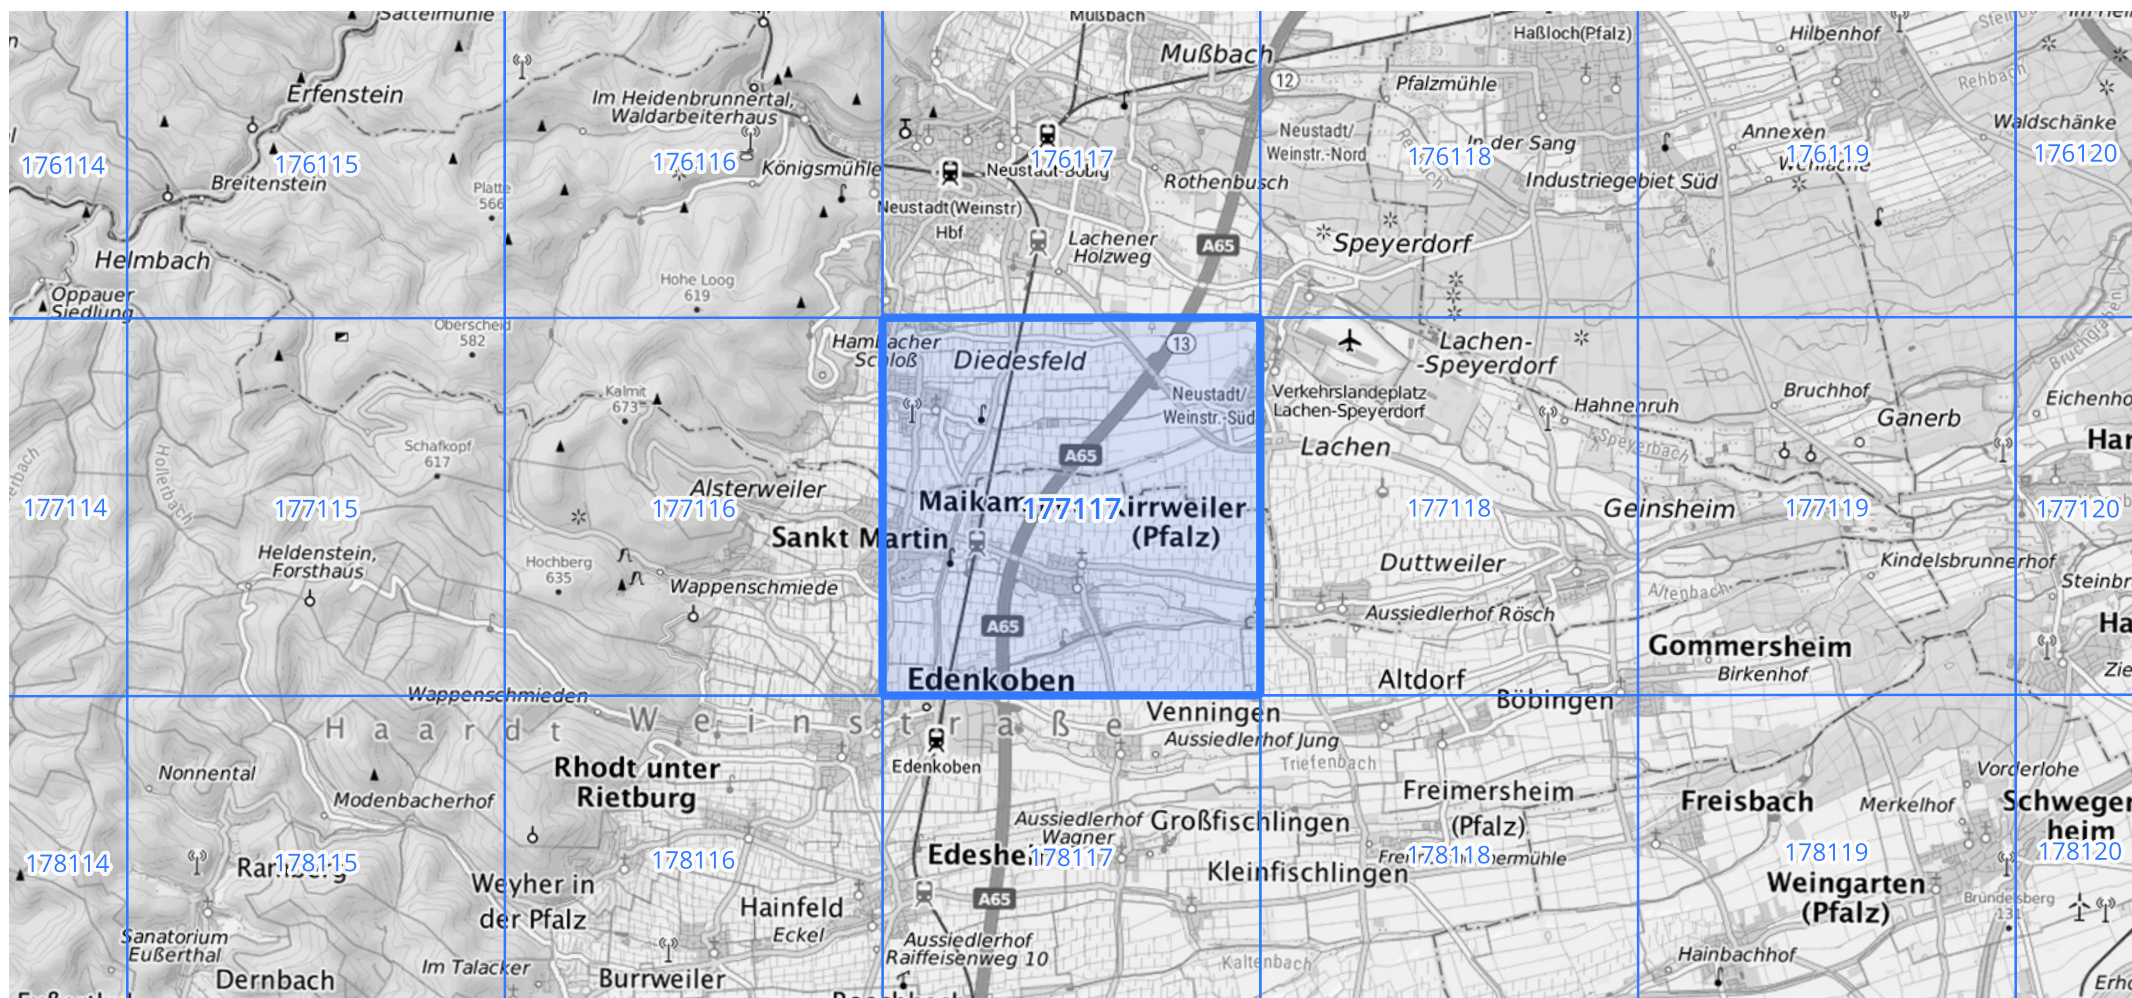 Sattelmühle
Mußbach
Haßloch(Pfalz)
Hilbenhof
Mußbach
12
Erfenstein
Im Heidenbrunnertal,
Waldarbeiterhaus
Pfalzmühle
Rehbach
Neustadt/
Weinstr.-Nord
In der Sang
Annexen
Waldschänke
176114
176115
176116
176117
176118
176119
176120
Königsmühle
Neustadt-Böbig
Breitenstein
Rothenbusch
Industriegebiet Süd
Platte
566
Neustadt(Weinstr)
Hbf
Helmbach
Lachener
Holzweg
A65
Speyerdorf
Oppauer
Siedlung
Hohe Loog
619
Oberscheid
582
Hambacher
Schloß
Diedesfeld
13
Lachen-
-Speyerdorf
Bruchgraben
Kalmit
673
Neustadt/
Weinstr.-Süd
Verkehrslandeplatz
Lachen-Speyerdorf
Hahnenruh
Bruchhof
Ganerb
Schafkopf
617
A65
Lachen
Speyerbach
Hollerbach
Alsterweiler
177114
177115
177116
177117
177118
177119
177120
Kirrweiler
(Pfalz)
Geinsheim
Sankt Martin
Heldenstein,
Forsthaus
Hochberg
635
Wappenschmiede
Duttweiler
Kindelsbrunnerhof
Altenbach
Aussiedlerhof Rösch
A65
Gommersheim
Birkenhof
Edenkoben
Altdorf
Böbingen
Wappenschmieden
Haardt
Weinstraße
Venningen
Aussiedlerhof Jung
Triefenbach
Edenkoben
Nonnental
Rhodt unter
Rietburg
Modenbacherhof
Freimersheim
(Pfalz)
Vorderlohe
Freisbach
Merkelhof
Aussiedlerhof
Wagner
Großfischlingen
178114
178115
178116
178117
178118
178119
178120
Ramberg
Kleinfischlingen
Weyher in
der Pfalz
A65
Weingarten
(Pfalz)
Hainfeld
Eckel
Sanatorium
Eußerthal
Aussiedlerhof
Raiffeisenweg 10
Kaltenbach
Hainbachhof
Im Talacker
Dernbach
Burrweiler